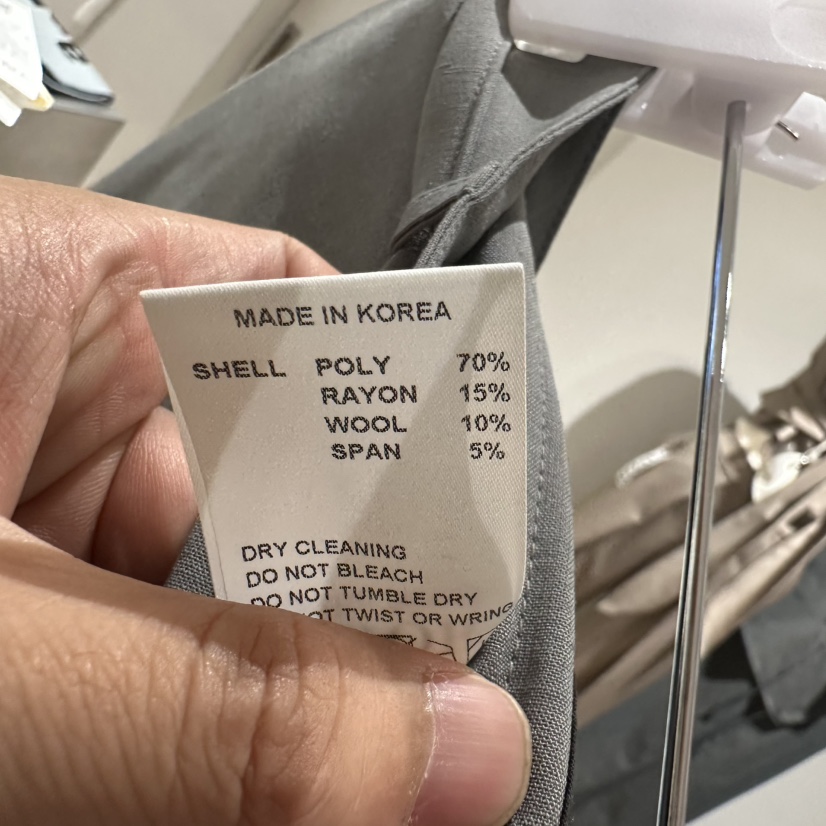 MADE IN KOREA
SHELL POLY 70%
RAYON 15%
WOOL 10%
SPAN 5%
DRY CLEANING
DO NOT BLEACH
DO NOT TUMBLE DRY
NOT TWIST OR WRING